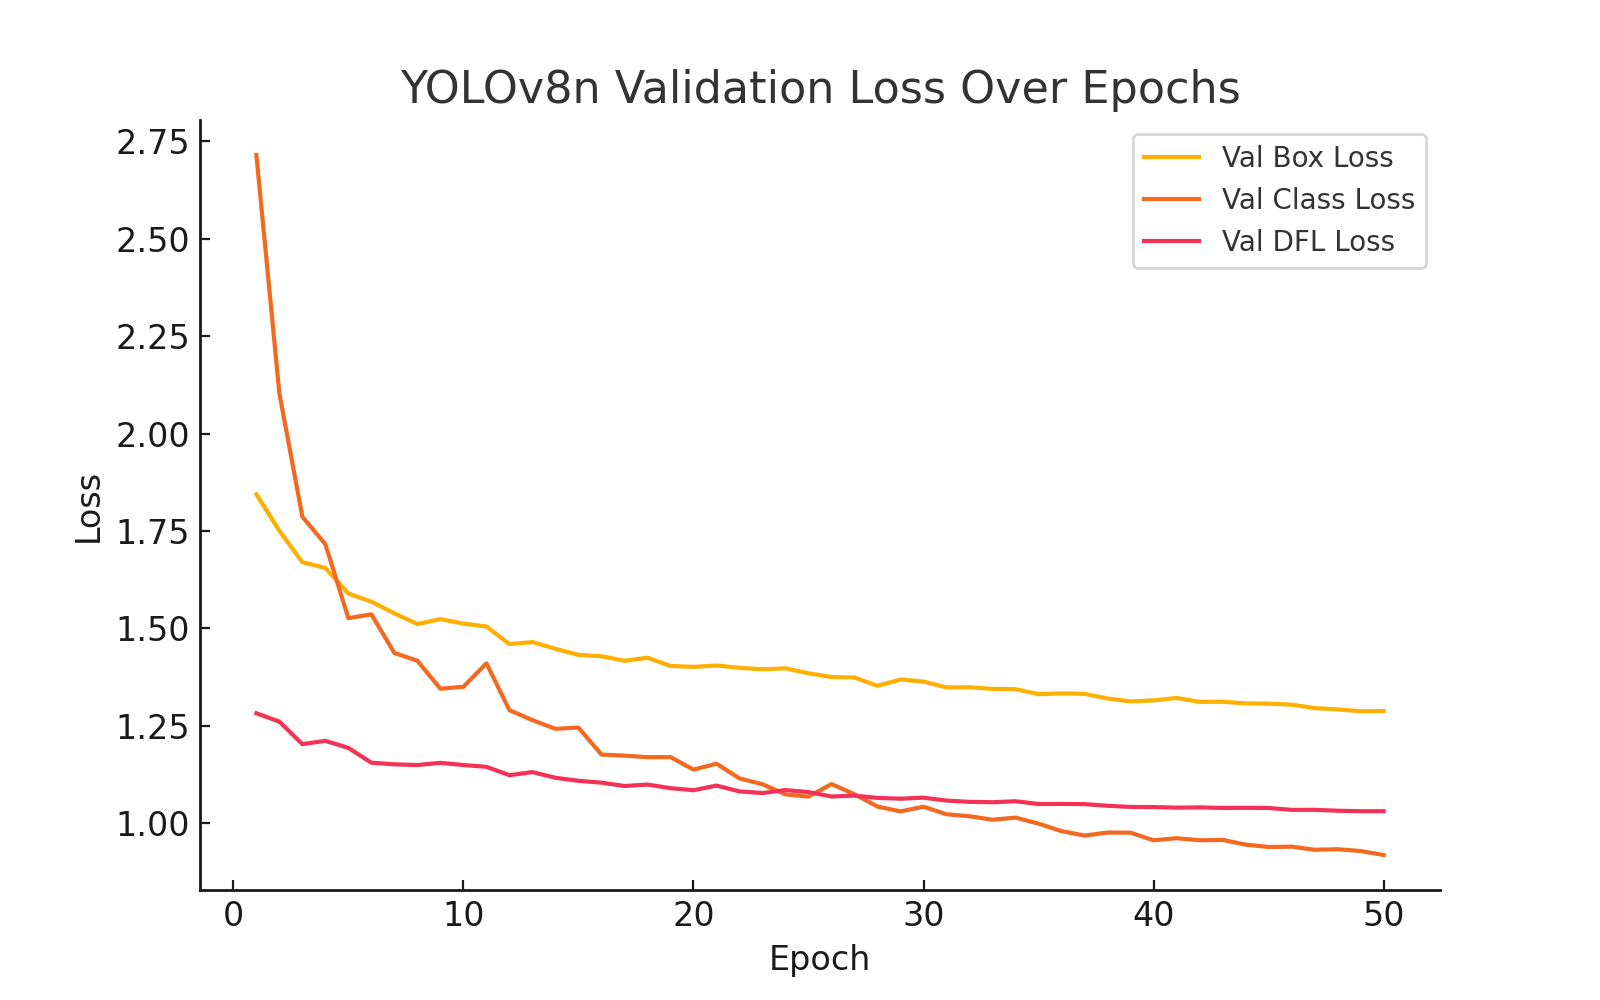 YOLOv8n Validation Loss Over Epochs
2.75
2.50
2.25
2.00
1.75
1.50
1.25
1.00
Loss
Val Box Loss
Val Class Loss
Val DFL Loss
0 10 20 30 40 50
Epoch